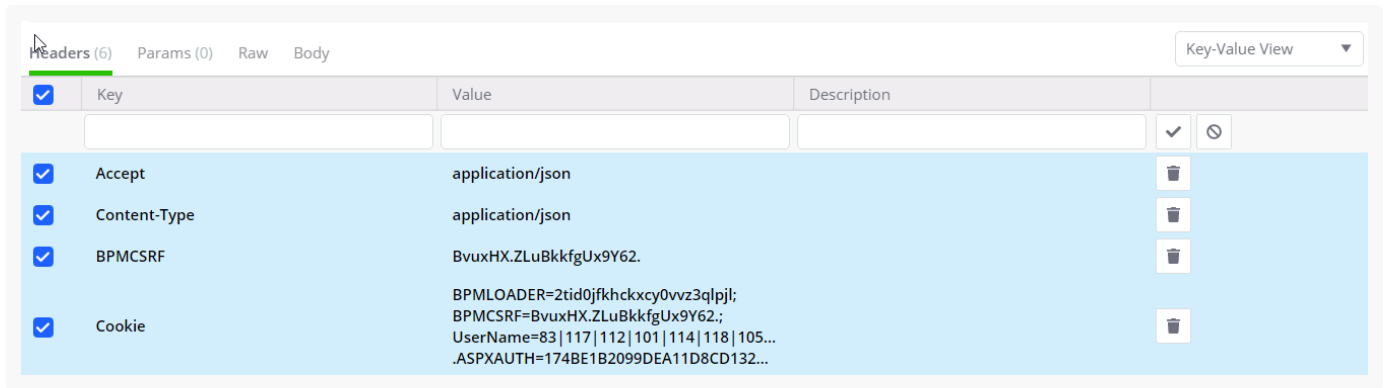 Headers (6) Params (0) Raw Body Key-Value View
Key Value Description
Accept application/json
Content-Type application/json
BPMCSRF BvuxHX.ZLuBkkfgUx9Y62.
BPMLOADER=2tid0jfkhckxcy0vvz3qlpjl;
BPMCSRF=BvuxHX.ZLuBkkfgUx9Y62.;
Cookie
UserName=83|117|112|101|114|118|105...
.ASPXAUTH=174BE1B2099DEA11D8CD132...